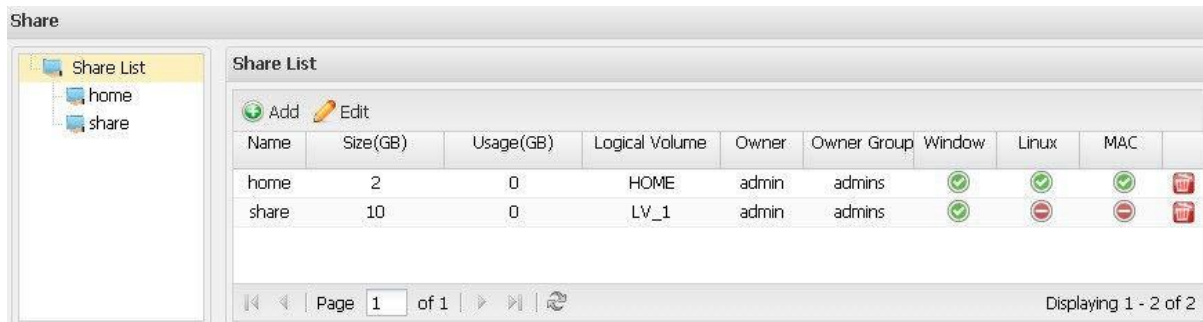 Share
Share List
home
share
Share List
Add Edit
Name Size(GB) Usage(GB) Logical Volume Owner Owner Group Window Linux MAC
home 2 0 HOME admin admins
share 10 0 LV_1 admin admins
Page 1 of 1 Displaying 1 - 2 of 2